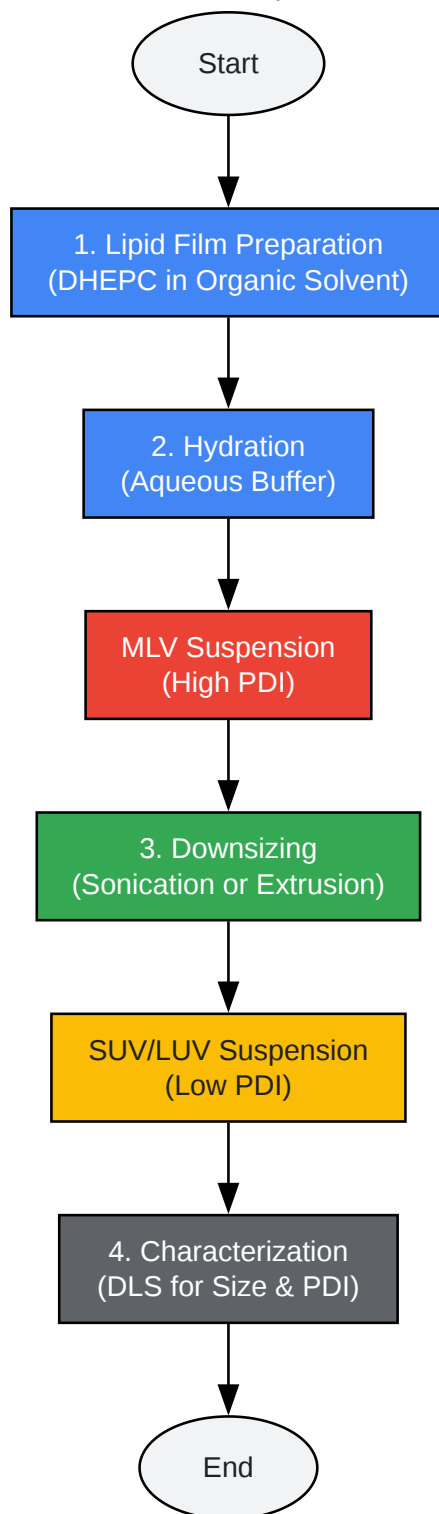 Start
1. Lipid Film Preparation
(DHEPC in Organic Solvent)
2. Hydration
(Aqueous Buffer)
MLV Suspension
(High PDI)
3. Downsizing
(Sonication or Extrusion)
SUV/LUV Suspension
(Low PDI)
4. Characterization
(DLS for Size & PDI)
End